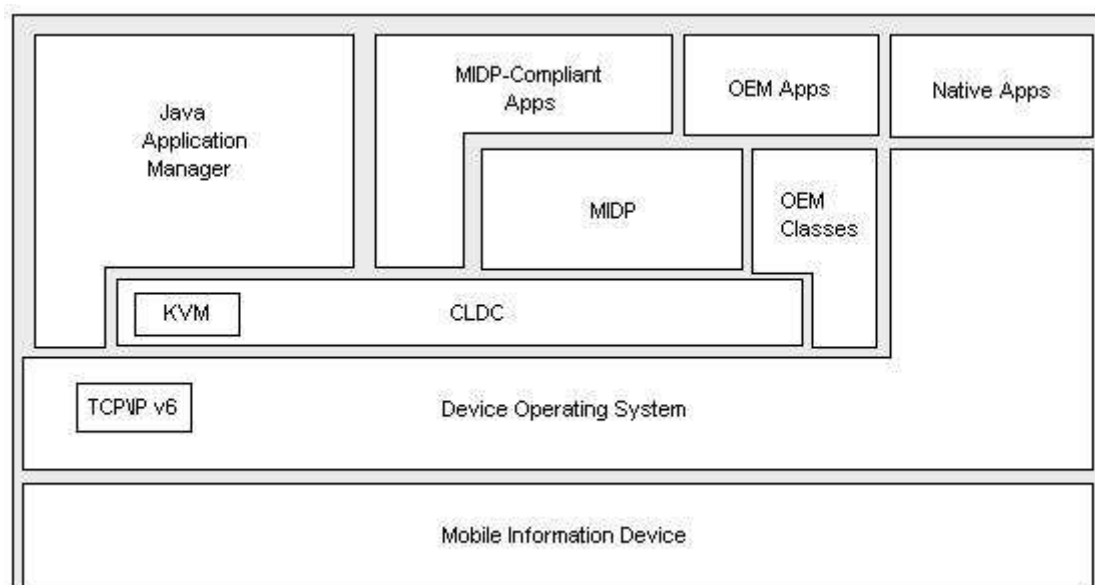 Java
Application
Manager
MIDP-Compliant
Apps
OEM Apps
Native Apps
MIDP
OEM
Classes
KVM
CLDC
TCP\IP v6
Device Operating System
Mobile Information Device